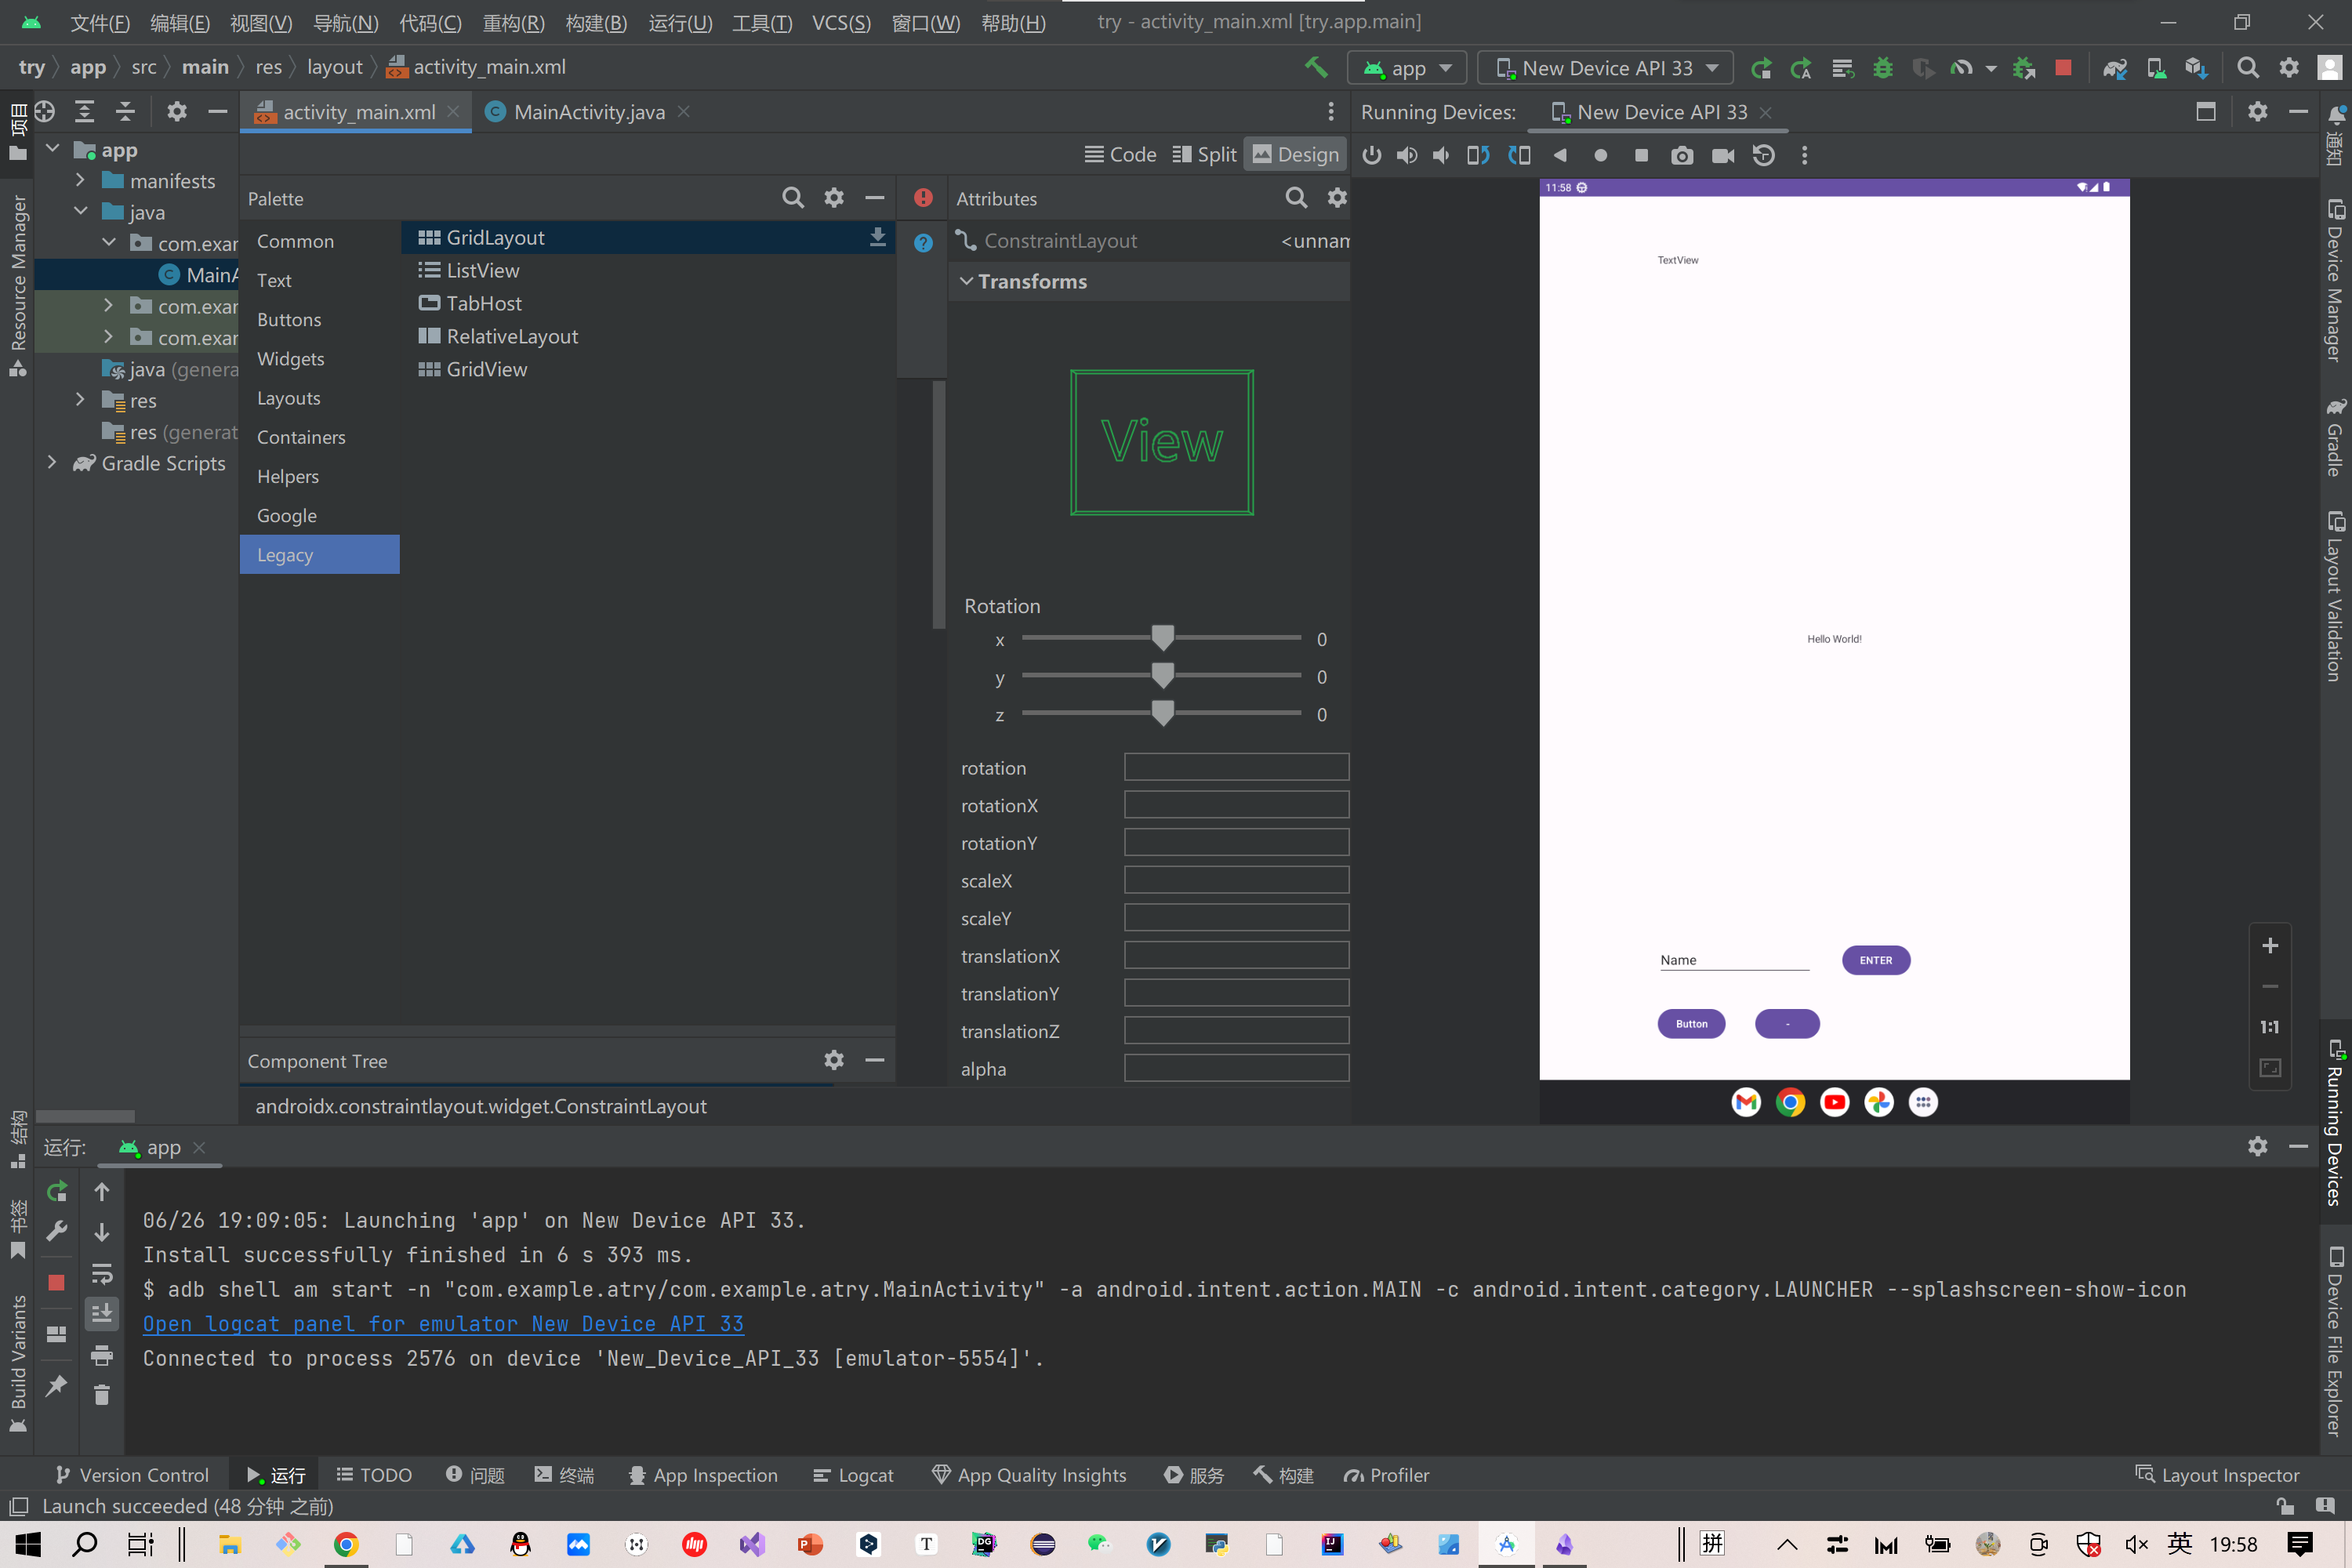 文件(F) 编辑(E) 视图(V) 导航(N) 代码(C) 重构(R) 构建(B) 运行(U) 工具(T) VCS(S) 窗口(W) 帮助(H) try - activity_main.xml [try.app.main]
try app src main res layout activity_main.xml
app New Device API 33
项目
Resource Manager
结构
书签
Build Variants
app
manifests
java
com.exar
MainA
com.exar
com.exar
java (genera
res
res (generat
Gradle Scripts
activity_main.xml MainActivity.java
Code Split Design
Palette
Common
Text
Buttons
Widgets
Layouts
Containers
Helpers
Google
Legacy
GridLayout
ListView
TabHost
RelativeLayout
GridView
Component Tree
androidx.constraintlayout.widget.ConstraintLayout
Attributes
ConstraintLayout <unnam
Transforms
View
Rotation
x 0
y 0
z 0
rotation
rotationX
rotationY
scaleX
scaleY
translationX
translationY
translationZ
alpha
Running Devices: New Device API 33
11:58
TextView
Hello World!
Name ENTER
Button -
1:1
通知
Device Manager
Gradle
Layout Validation
Running Devices
Device File Explorer
运行: app
06/26 19:09:05: Launching 'app' on New Device API 33.
Install successfully finished in 6 s 393 ms.
$ adb shell am start -n "com.example.atry/com.example.atry.MainActivity" -a android.intent.action.MAIN -c android.intent.category.LAUNCHER --splashscreen-show-icon
Open logcat panel for emulator New Device API 33
Connected to process 2576 on device 'New_Device_API_33 [emulator-5554]'.
Version Control 运行 TODO 问题 终端 App Inspection Logcat App Quality Insights 服务 构建 Profiler Layout Inspector
Launch succeeded (48 分钟 之前)
拼 英 19:58